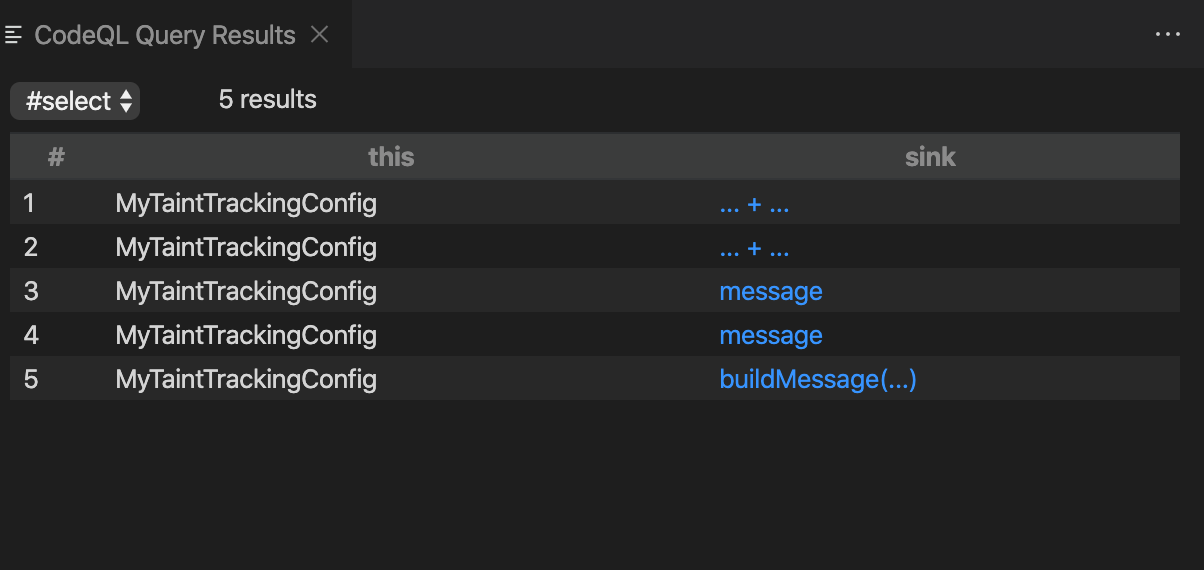 CodeQL Query Results
#select 5 results
# this sink
1 MyTaintTrackingConfig ... + ...
2 MyTaintTrackingConfig ... + ...
3 MyTaintTrackingConfig message
4 MyTaintTrackingConfig message
5 MyTaintTrackingConfig buildMessage(...)